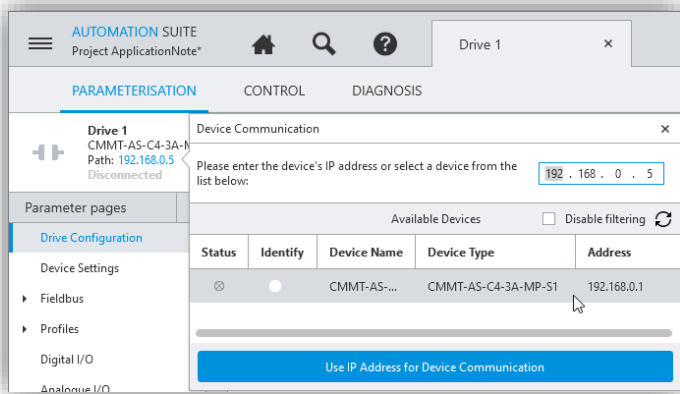 AUTOMATION SUITE
Project ApplicationNote*
Drive 1
PARAMETERISATION
CONTROL
DIAGNOSIS
Drive 1
CMMT-AS-C4-3A-M
Path: 192.168.0.5
Disconnected
Device Communication
Please enter the device's IP address or select a device from the
list below:
192 . 168 . 0 . 5
Parameter pages
Drive Configuration
Device Settings
Fieldbus
Profiles
Digital I/O
Analogue I/O
Available Devices
Disable filtering
Status Identify Device Name Device Type Address
CMMT-AS-... CMMT-AS-C4-3A-MP-S1 192.168.0.1
Use IP Address for Device Communication